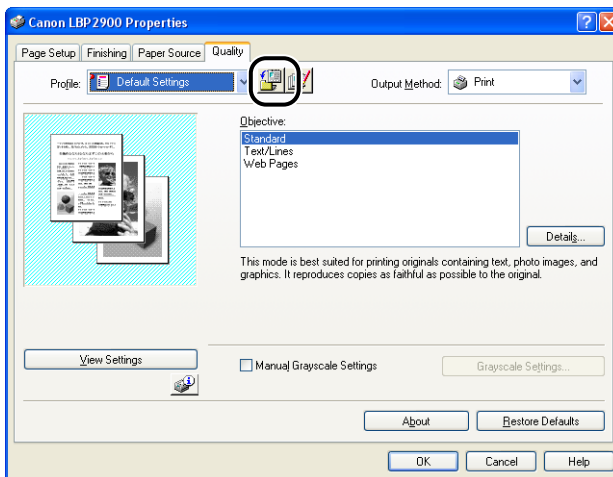 Canon LBP2900 Properties
Page Setup Finishing Paper Source Quality
Profile: Default Settings Output Method: Print
Objective:
Standard
Text/Lines
Web Pages
Details...
This mode is best suited for printing originals containing text, photo images, and
graphics. It reproduces copies as faithful as possible to the original.
View Settings
Manual Grayscale Settings Grayscale Settings...
About Restore Defaults
OK Cancel Help